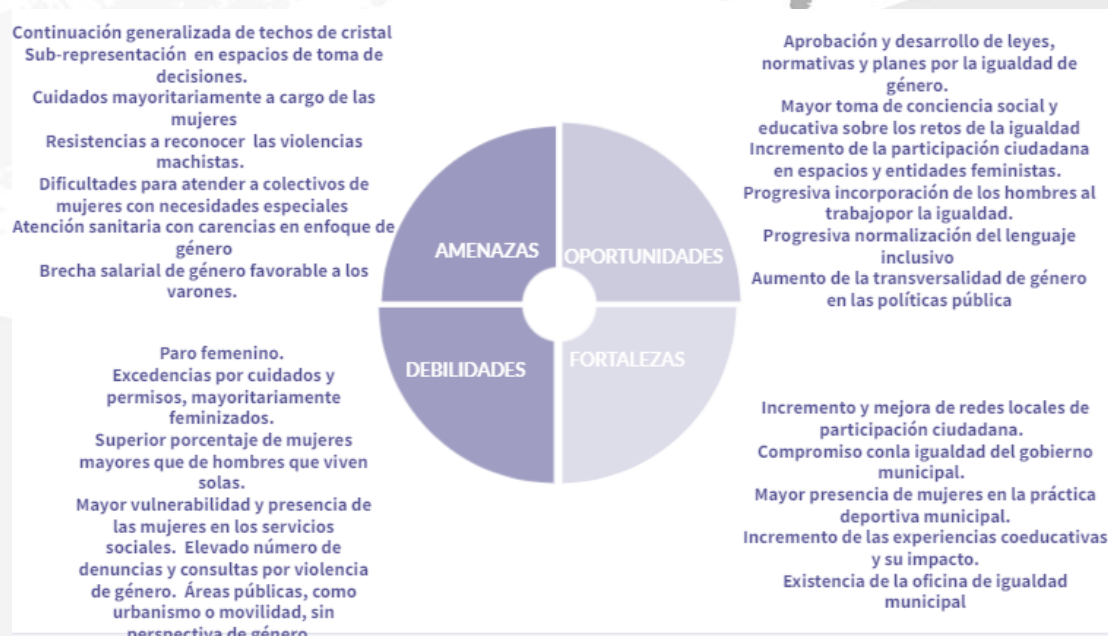 Continuación generalizada de techos de cristal
Sub-representación en espacios de toma de
decisiones.
Cuidados mayoritariamente a cargo de las
mujeres
Resistencias a reconocer las violencias
machistas.
Dificultades para atender a colectivos de
mujeres con necesidades especiales
Atención sanitaria con carencias en enfoque de
género
Brecha salarial de género favorable a los
varones.
Aprobación y desarrollo de leyes,
normativas y planes por la igualdad de
género.
Mayor toma de conciencia social y
educativa sobre los retos de la igualdad
Incremento de la participación ciudadana
en espacios y entidades feministas.
Progresiva incorporación de los hombres al
trabajopor la igualdad.
Progresiva normalización del lenguaje
inclusivo
Aumento de la transversalidad de género
en las políticas pública
AMENAZAS
OPORTUNIDADES
DEBILIDADES
FORTALEZAS
Paro femenino.
Excedencias por cuidados y
permisos, mayoritariamente
feminizados.
Superior porcentaje de mujeres
mayores que de hombres que viven
solas.
Mayor vulnerabilidad y presencia de
las mujeres en los servicios
sociales. Elevado número de
denuncias y consultas por violencia
de género. Áreas públicas, como
urbanismo o movilidad, sin
perspectiva de género
Incremento y mejora de redes locales de
participación ciudadana.
Compromiso conla igualdad del gobierno
municipal.
Mayor presencia de mujeres en la práctica
deportiva municipal.
Incremento de las experiencias coeducativas
y su impacto.
Existencia de la oficina de igualdad
municipal